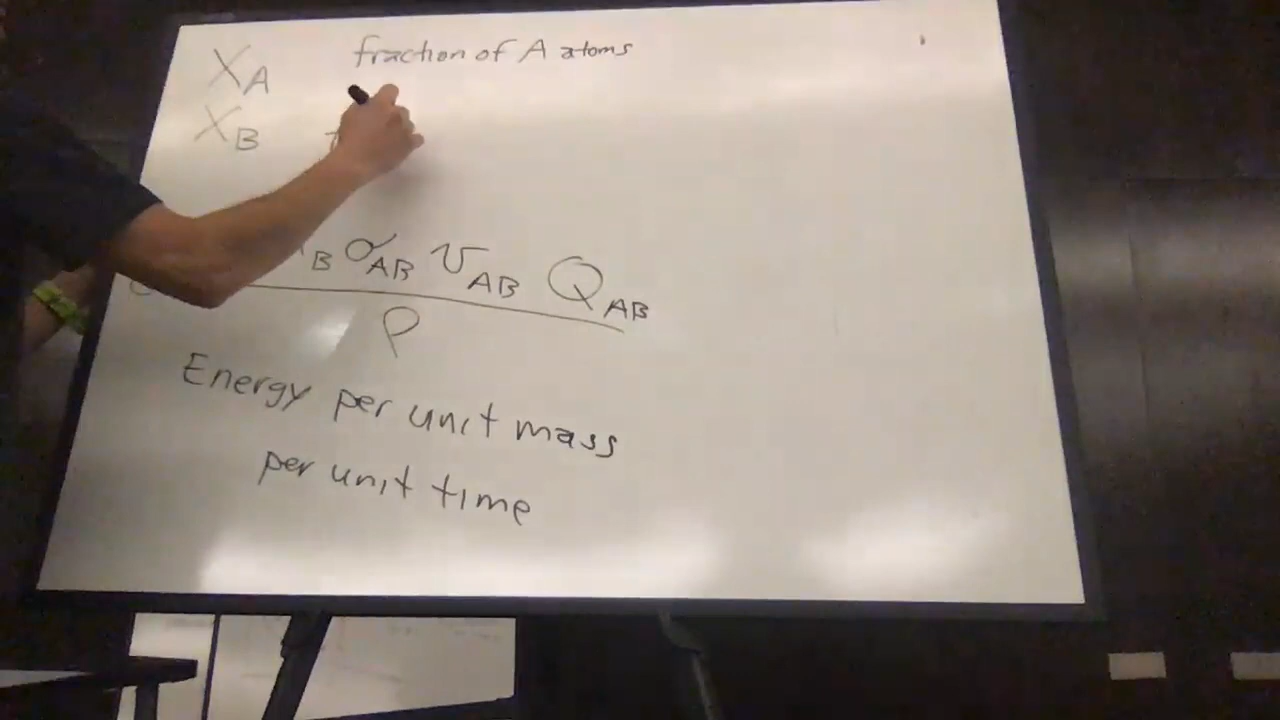 X_A fraction of A atoms
X_B
B σ_AB v_AB Q_AB
ρ
Energy per unit mass
per unit time